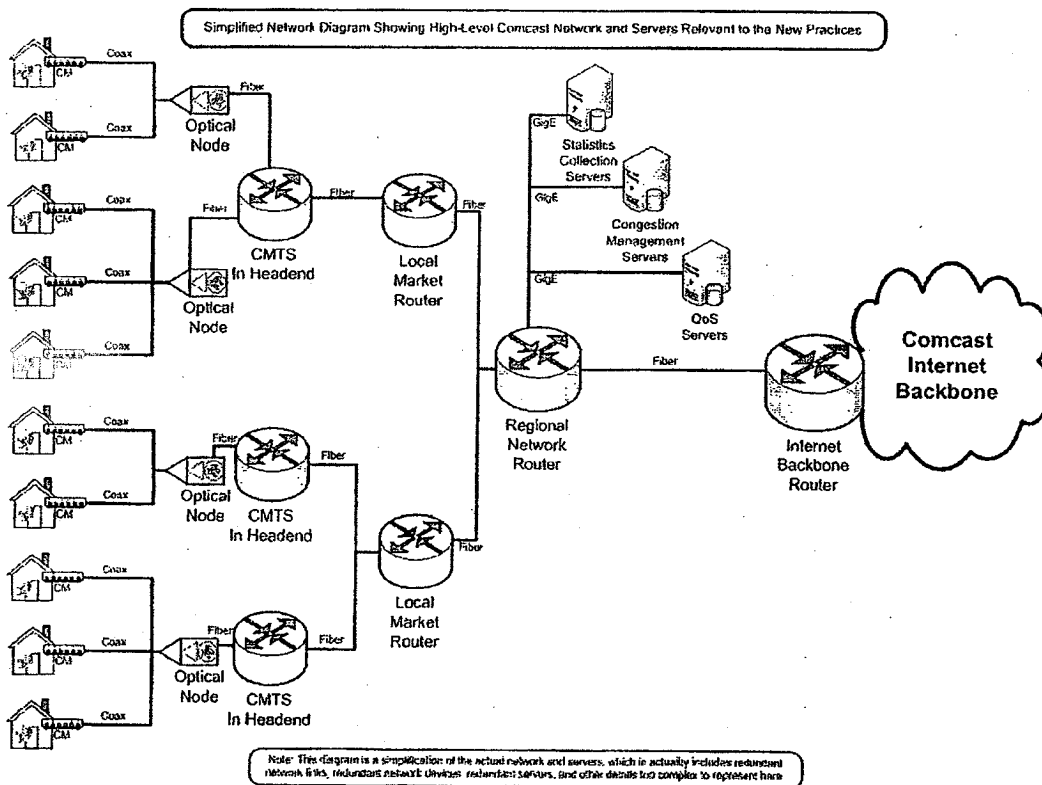 Simplified Network Diagram Showing High-Level Comcast Network and Servers Relevant to the New Practices
Coax
CM
Coax
CM
Optical
Node
Fiber
Coax
CM
Coax
CM
Coax
Optical
Node
Fiber
CMTS
In Headend
Fiber
Local
Market
Router
Fiber
GigE
Statistics
Collection
Servers
GigE
Congestion
Management
Servers
GigE
QoS
Servers
Coax
CM
Coax
CM
Optical
Node
Fiber
CMTS
In Headend
Fiber
Coax
CM
Coax
CM
Coax
CM
Optical
Node
Fiber
CMTS
In Headend
Fiber
Local
Market
Router
Fiber
Regional
Network
Router
Fiber
Internet
Backbone
Router
Comcast
Internet
Backbone
Note: This diagram is a simplification of the actual network and servers, which in actuality includes redundant
network links, redundant network devices, redundant servers, and other details too complex to represent here